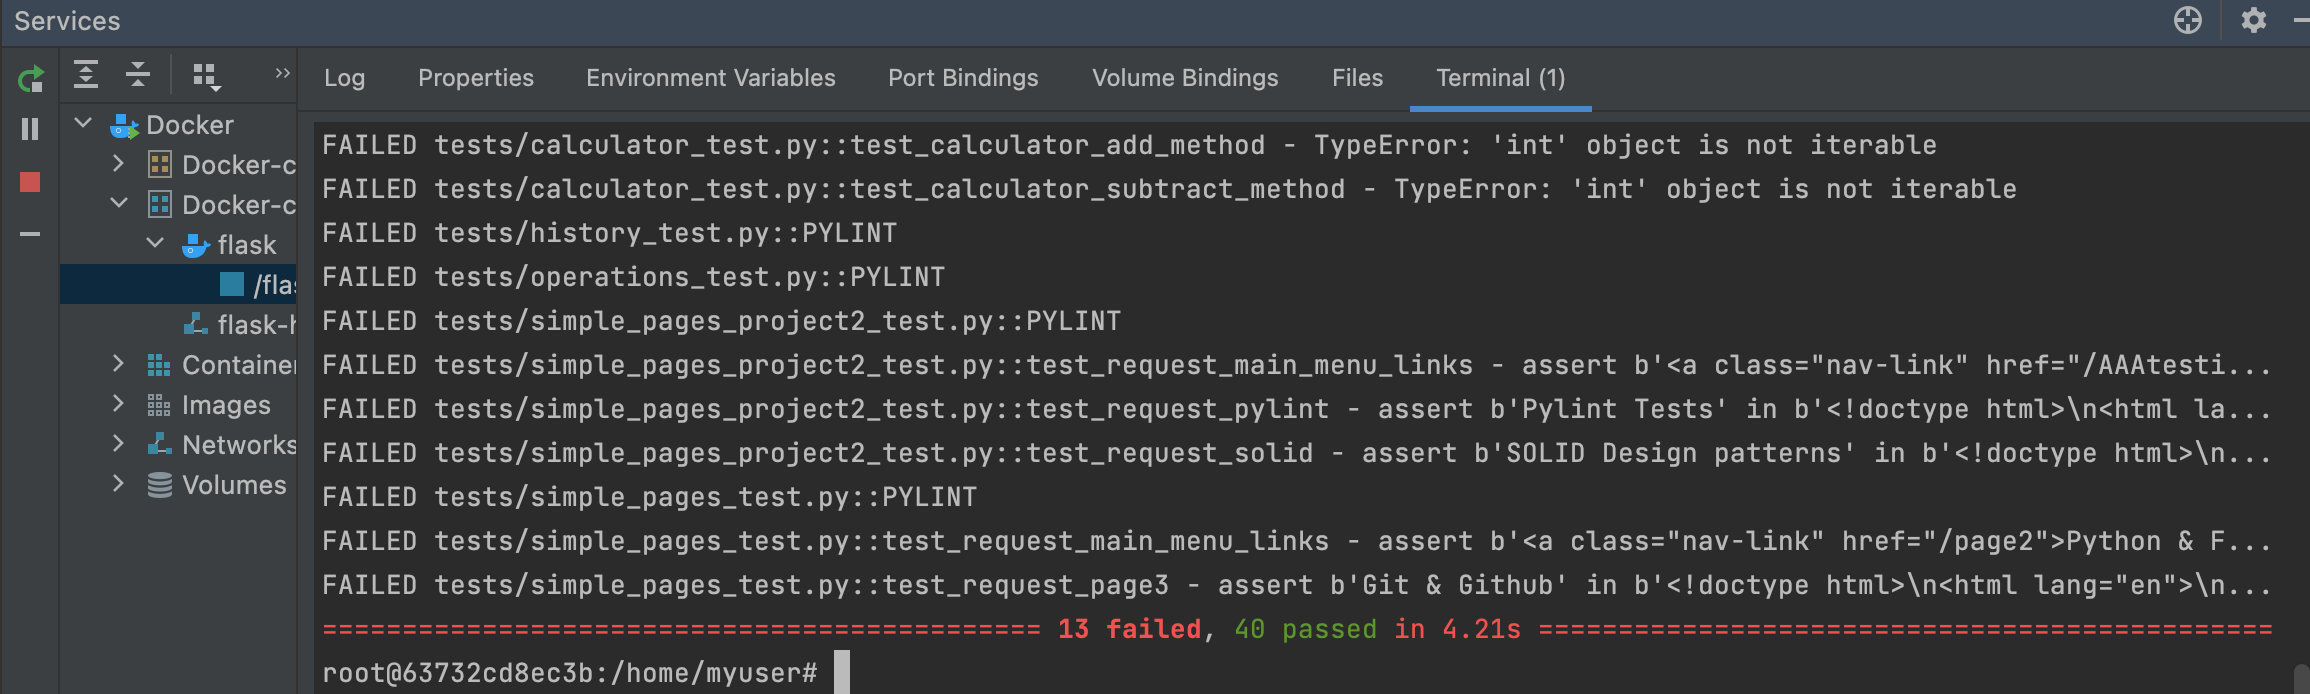 Services
Log Properties Environment Variables Port Bindings Volume Bindings Files Terminal (1)
Docker
Docker-c
Docker-c
flask
/flas
flask-h
Container
Images
Networks
Volumes
FAILED tests/calculator_test.py::test_calculator_add_method - TypeError: 'int' object is not iterable
FAILED tests/calculator_test.py::test_calculator_subtract_method - TypeError: 'int' object is not iterable
FAILED tests/history_test.py::PYLINT
FAILED tests/operations_test.py::PYLINT
FAILED tests/simple_pages_project2_test.py::PYLINT
FAILED tests/simple_pages_project2_test.py::test_request_main_menu_links - assert b'<a class="nav-link" href="/AAAtesti...
FAILED tests/simple_pages_project2_test.py::test_request_pylint - assert b'Pylint Tests' in b'<!doctype html>\n<html la...
FAILED tests/simple_pages_project2_test.py::test_request_solid - assert b'SOLID Design patterns' in b'<!doctype html>\n...
FAILED tests/simple_pages_test.py::PYLINT
FAILED tests/simple_pages_test.py::test_request_main_menu_links - assert b'<a class="nav-link" href="/page2">Python & F...
FAILED tests/simple_pages_test.py::test_request_page3 - assert b'Git & Github' in b'<!doctype html>\n<html lang="en">\n...
============================================= 13 failed, 40 passed in 4.21s ==============================================
root@63732cd8ec3b:/home/myuser#